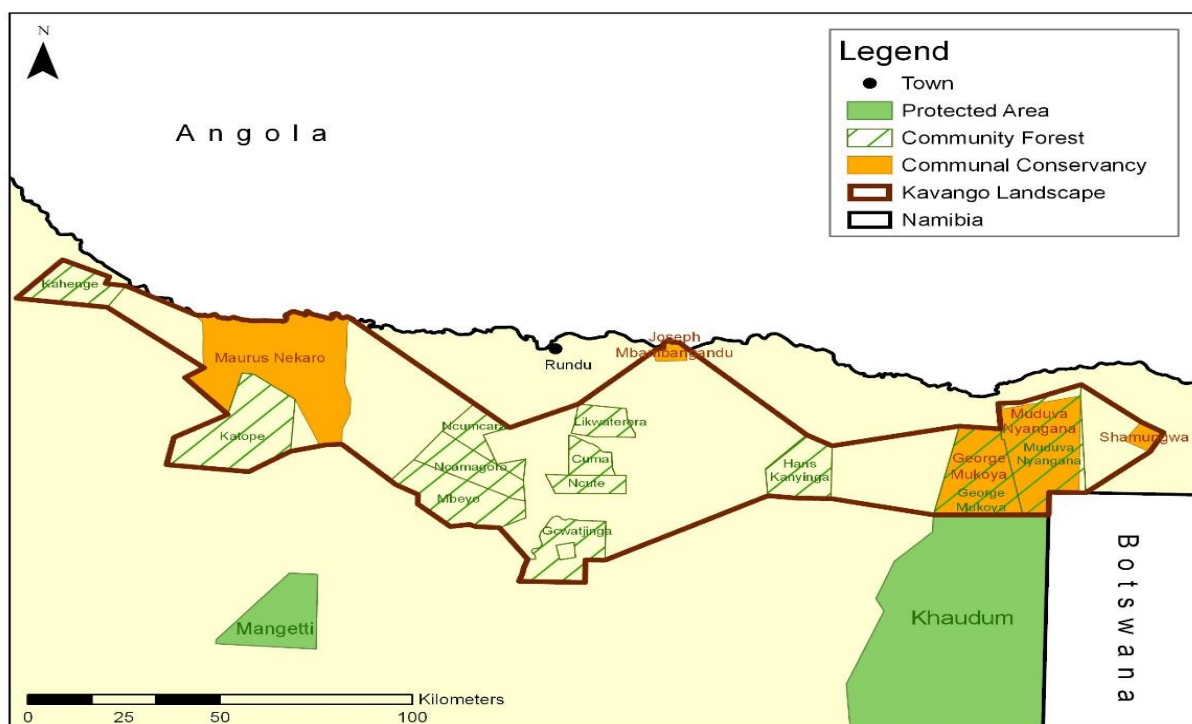 N
Angola
Legend
Town
Protected Area
Community Forest
Communal Conservancy
Kavango Landscape
Namibia
Kahenge
Maurus Nekaro
Katope
Joseph
Mbambangandu
Rundu
Ncumcara
Ncamagoro
Mbeyo
Likwaterera
Cuma
Ncute
Gcwatjinga
Hans
Kanyinga
Muduva
Nyangana
Muduva
Nyangana
George
Mukoya
George
Mukoya
Shamungwa
Mangetti
Khaudum
Botswana
Kilometers
0 25 50 100